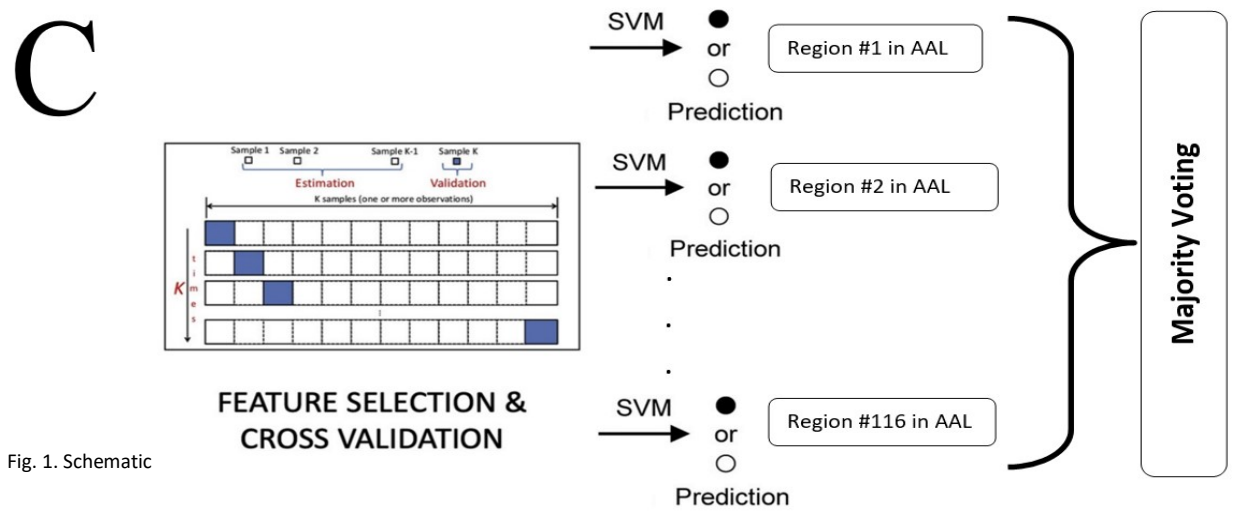 C
SVM
or
Prediction
Region #1 in AAL
Sample 1 Sample 2 Sample K-1 Sample K
Estimation Validation
K samples (one or more observations)
K times
FEATURE SELECTION &
CROSS VALIDATION
SVM
or
Prediction
Region #2 in AAL
.
.
.
SVM
or
Prediction
Region #116 in AAL
Majority Voting
Fig. 1. Schematic